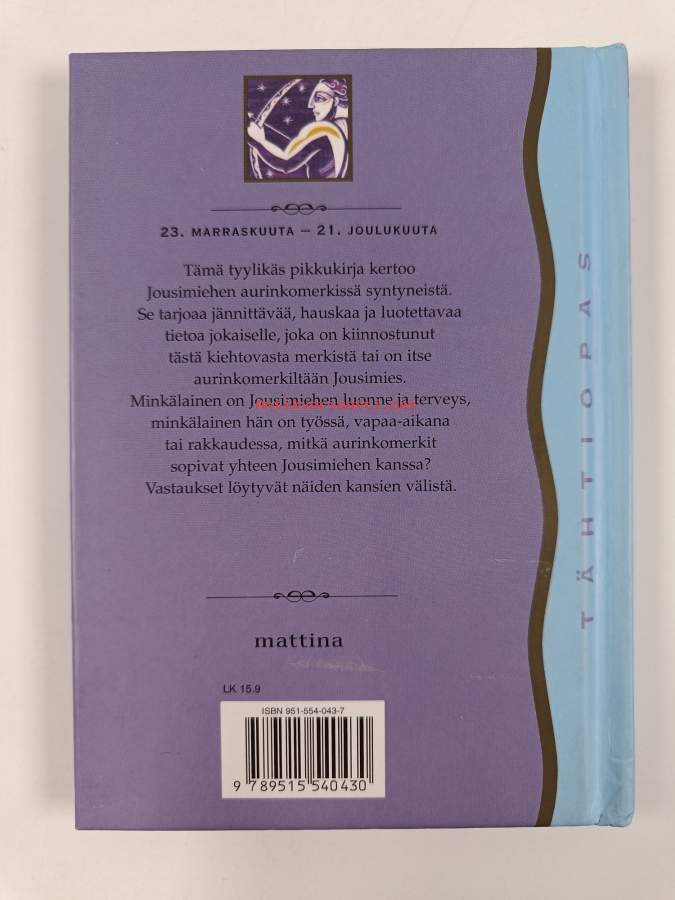 23. MARRASKUUTA – 21. JOULUKUUTA
Tämä tyylikäs pikkukirja kertoo
Jousimiehen aurinkomerkissä syntyneistä.
Se tarjoaa jännittävää, hauskaa ja luotettavaa
tietoa jokaiselle, joka on kiinnostunut
tästä kiehtovasta merkistä tai on itse
aurinkomerkiltään Jousimies.
Minkälainen on Jousimiehen luonne ja terveys,
minkälainen hän on työssä, vapaa-aikana
tai rakkaudessa, mitkä aurinkomerkit
sopivat yhteen Jousimiehen kanssa?
Vastaukset löytyvät näiden kansien välistä.
mattina
LK 15.9
ISBN 951-554-043-7
9 789515 540430
TÄHTIOPAS